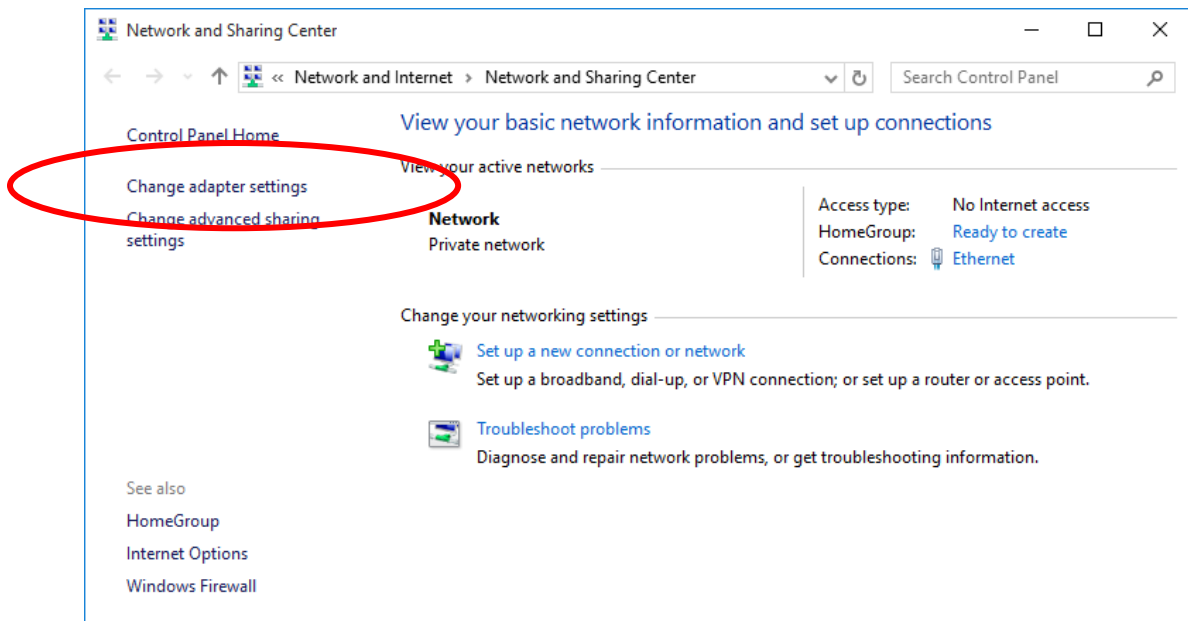 Network and Sharing Center
« Network and Internet › Network and Sharing Center
Search Control Panel
Control Panel Home
Change adapter settings
Change advanced sharing
settings
View your basic network information and set up connections
View your active networks
Network
Private network
Access type: No Internet access
HomeGroup: Ready to create
Connections: Ethernet
Change your networking settings
Set up a new connection or network
Set up a broadband, dial-up, or VPN connection; or set up a router or access point.
Troubleshoot problems
Diagnose and repair network problems, or get troubleshooting information.
See also
HomeGroup
Internet Options
Windows Firewall